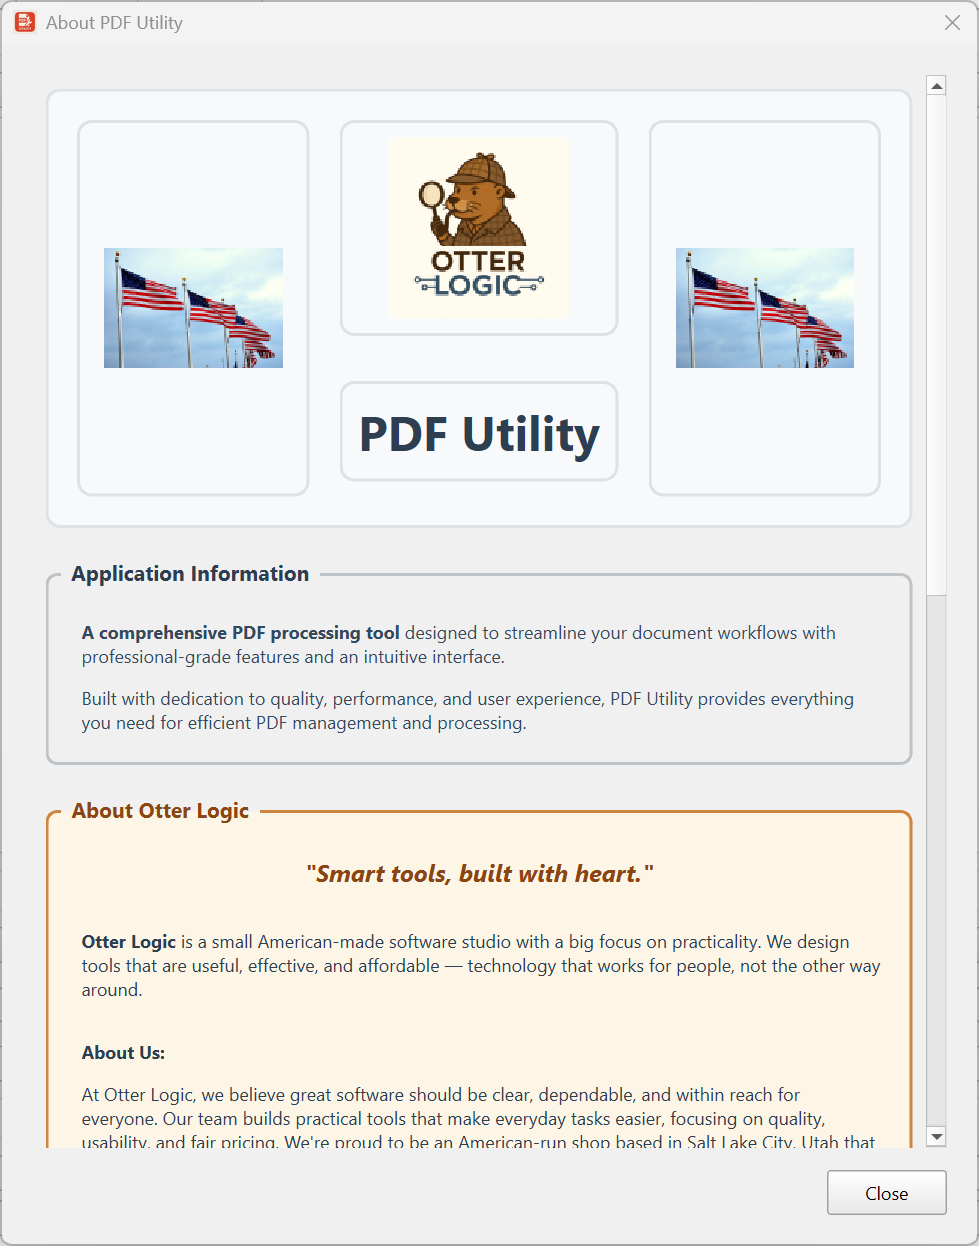 About PDF Utility
OTTER
LOGIC
PDF Utility
Application Information
A comprehensive PDF processing tool designed to streamline your document workflows with
professional-grade features and an intuitive interface.
Built with dedication to quality, performance, and user experience, PDF Utility provides everything
you need for efficient PDF management and processing.
About Otter Logic
"Smart tools, built with heart."
Otter Logic is a small American-made software studio with a big focus on practicality. We design
tools that are useful, effective, and affordable — technology that works for people, not the other way
around.
About Us:
At Otter Logic, we believe great software should be clear, dependable, and within reach for
everyone. Our team builds practical tools that make everyday tasks easier, focusing on quality,
usability, and fair pricing. We're proud to be an American-run shop based in Salt Lake City, Utah that
Close